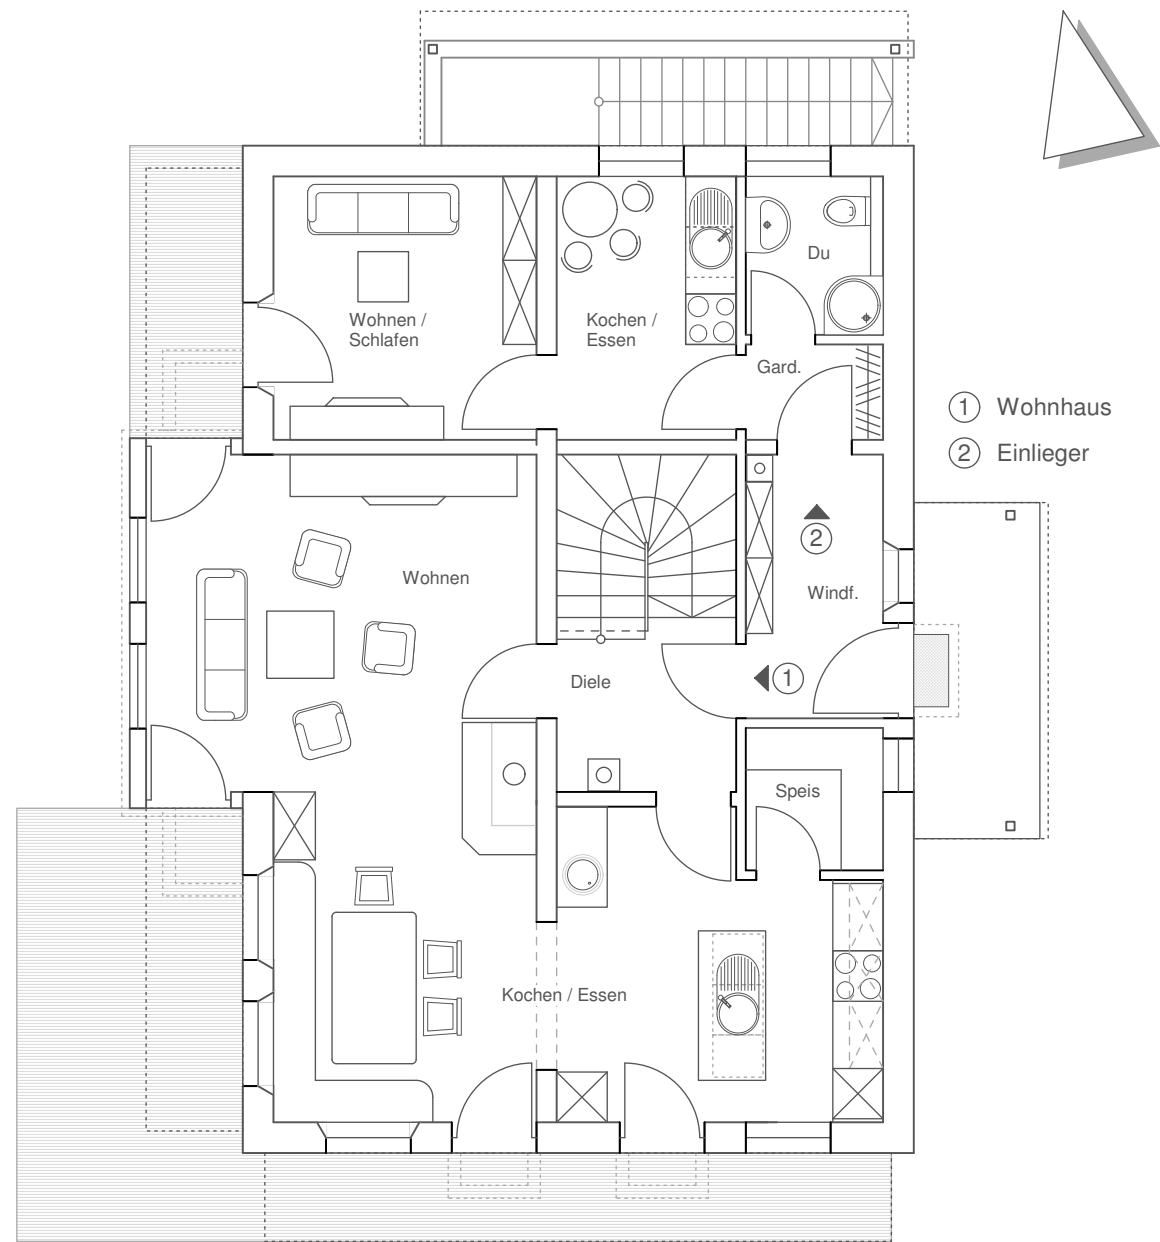 Du
Wohnen /
Schlafen
Kochen /
Essen
Gard.
1 Wohnhaus
2 Einlieger
2
Wohnen
Windf.
Diele
1
Speis
Kochen / Essen